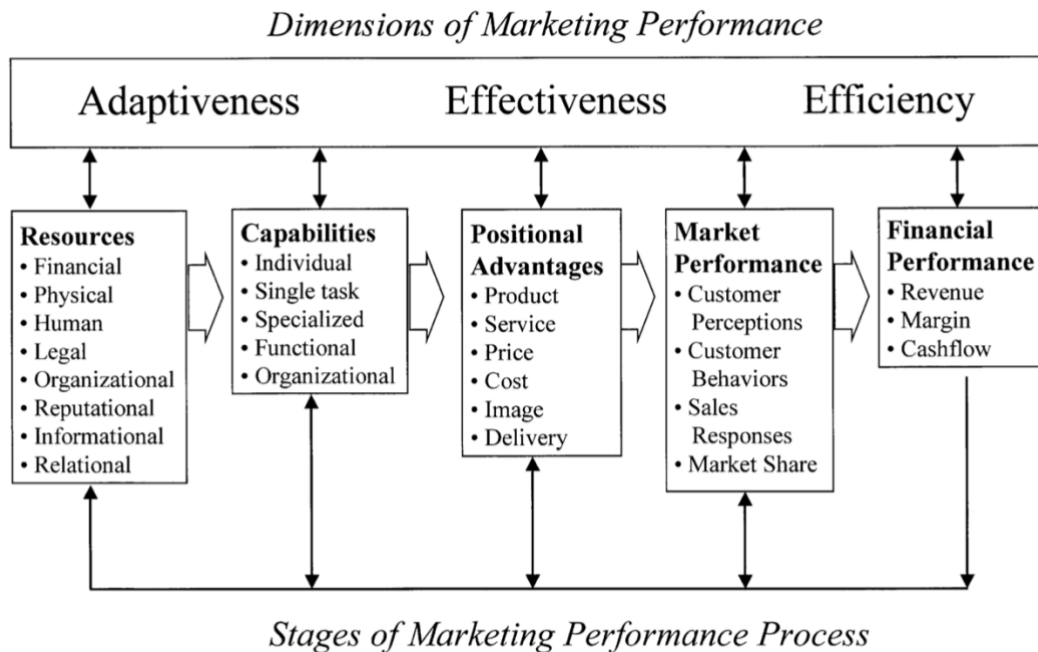 Dimensions of Marketing Performance
Adaptiveness Effectiveness Efficiency
Resources
• Financial
• Physical
• Human
• Legal
• Organizational
• Reputational
• Informational
• Relational
Capabilities
• Individual
• Single task
• Specialized
• Functional
• Organizational
Positional
Advantages
• Product
• Service
• Price
• Cost
• Image
• Delivery
Market
Performance
• Customer
Perceptions
• Customer
Behaviors
• Sales
Responses
• Market Share
Financial
Performance
• Revenue
• Margin
• Cashflow
Stages of Marketing Performance Process